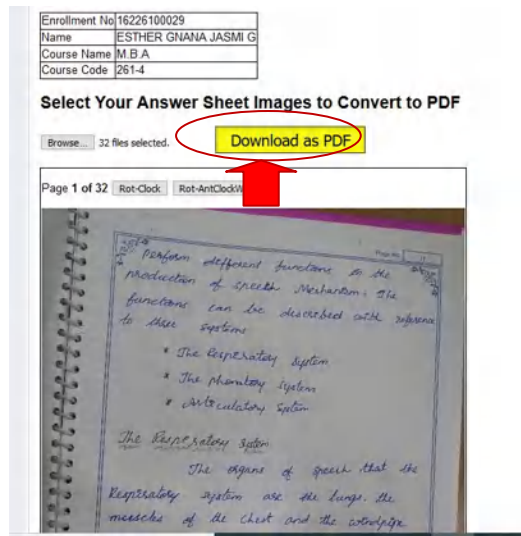 Enrollment No 16226100029
Name ESTHER GNANA JASMI G
Course Name M.B.A
Course Code 261-4
Select Your Answer Sheet Images to Convert to PDF
Browse... 32 files selected.
Download as PDF
Page 1 of 32 Rot-Clock Rot-AntClockW
Page No.
perform different functions in the
production of speech Mechanism. The
functions can be described with reference
to three systems
* The Respiratory System
* The Phonatory System
* Articulatory System
The Respiratory System
The organs of speech that the
Respiratory System are the lungs. the
muscles of the chest and the windpipe